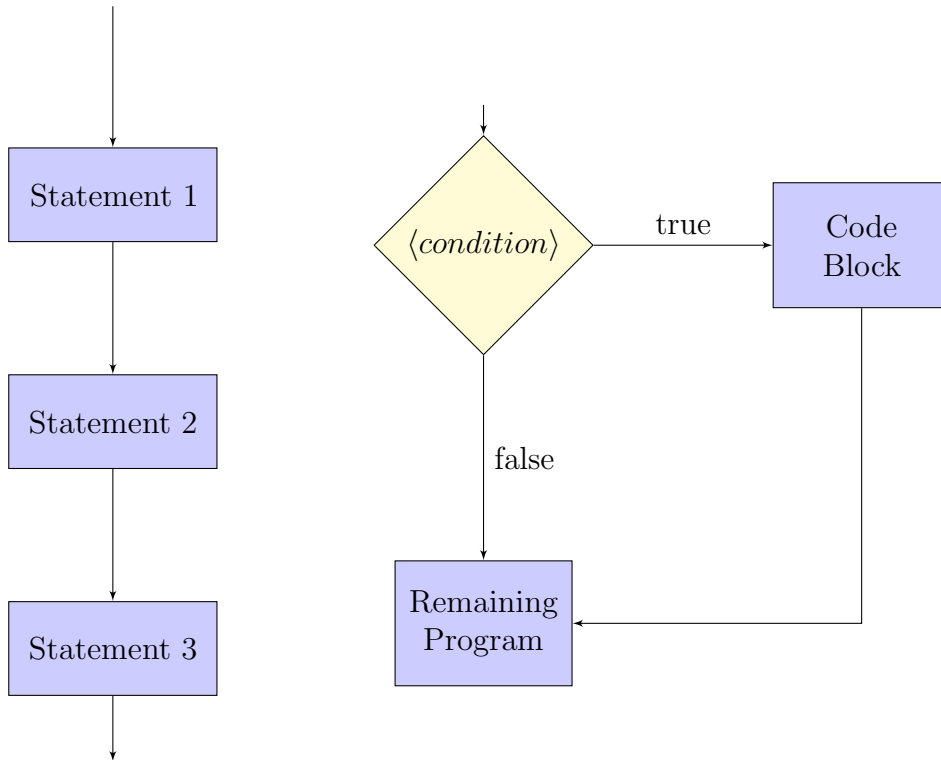 Statement 1
Statement 2
Statement 3
⟨condition⟩
true
Code
Block
false
Remaining
Program